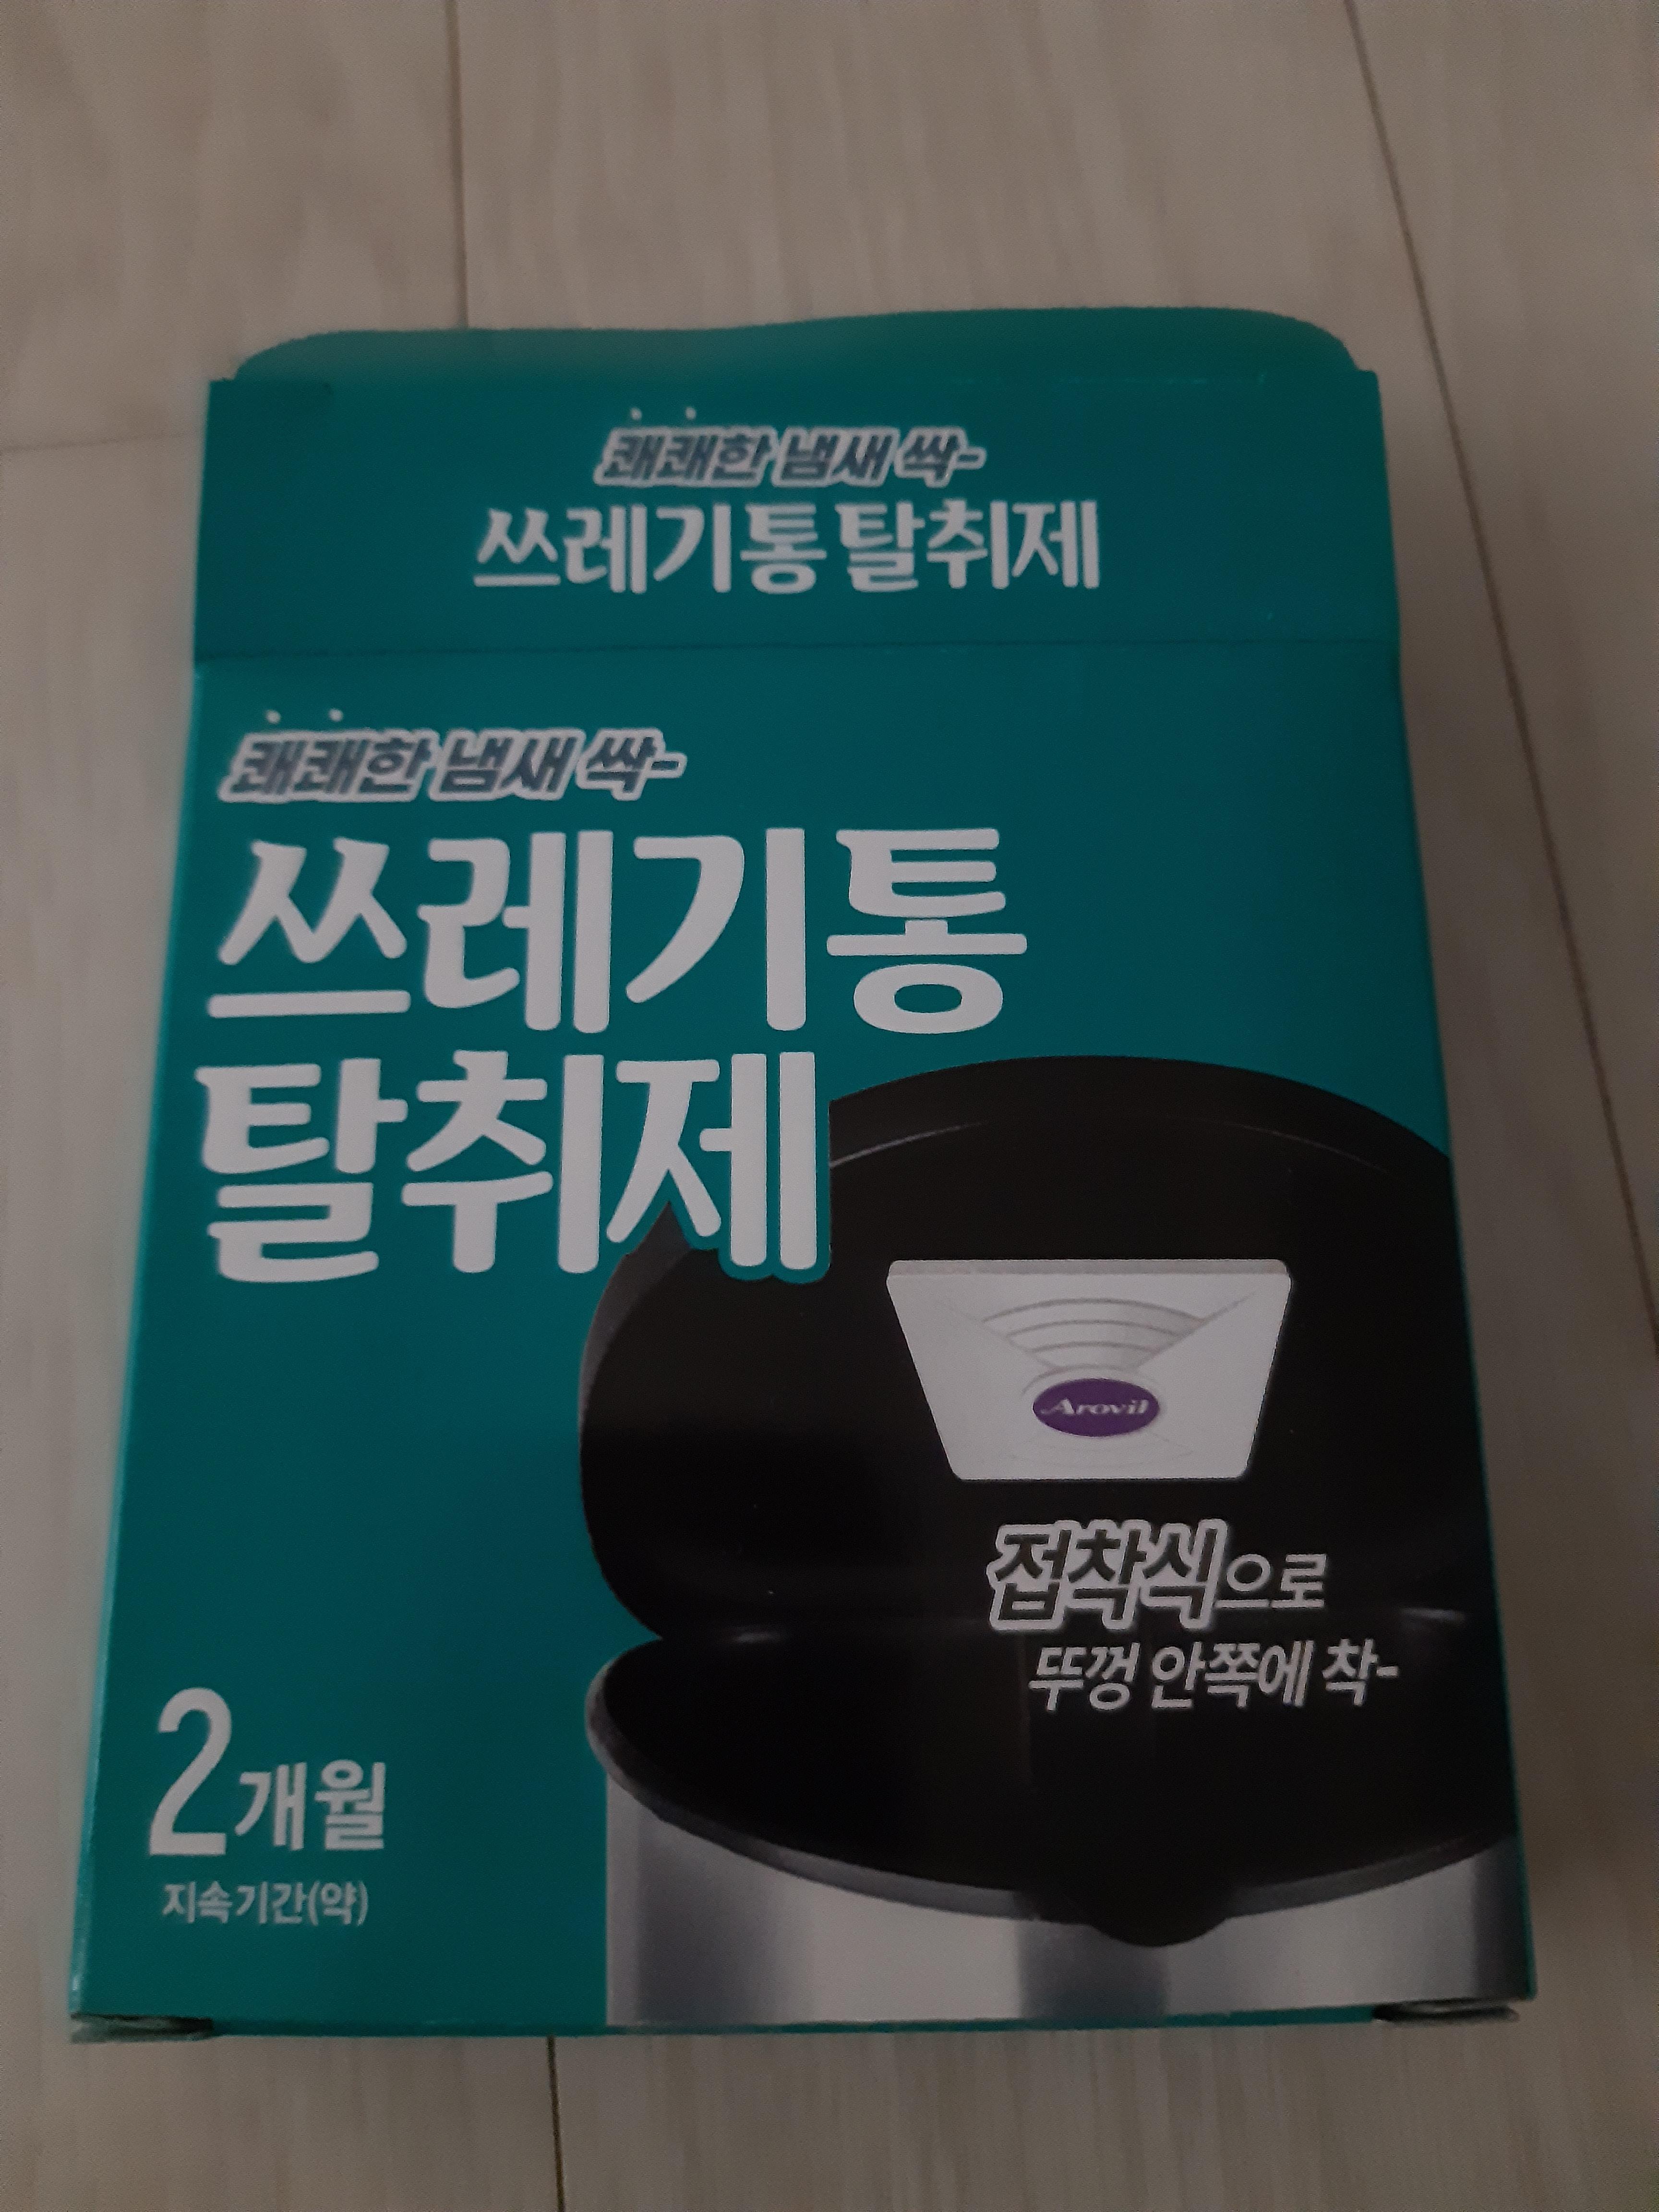 쾌쾌한 냄새 싹-
쓰레기통 탈취제
쾌쾌한 냄새 싹-
쓰레기통
탈취제
Arovil
접착식으로
뚜껑 안쪽에 착-
2개월
지속기간(약)